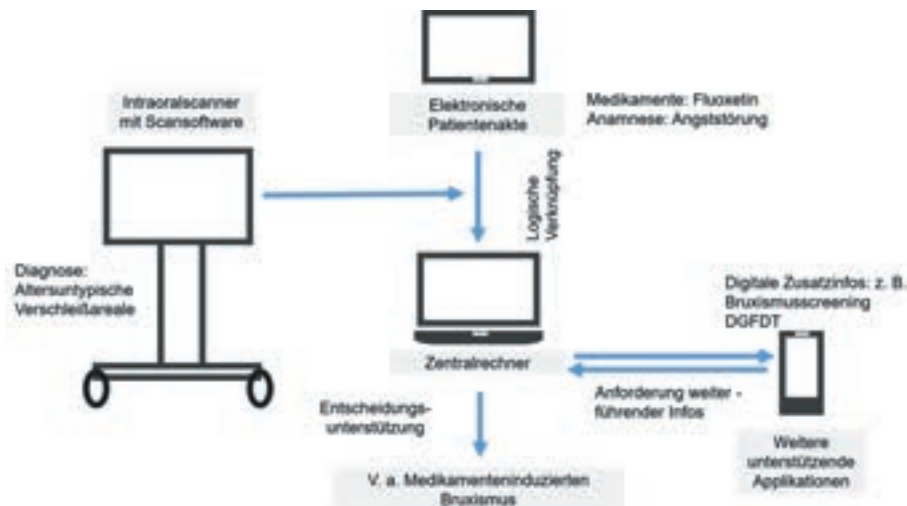 Intraoralscanner
mit Scansoftware
Elektronische
Patientenakte
Medikamente: Fluoxetin
Anamnese: Angststörung
Logische
Verknüpfung
Diagnose:
Altersuntypische
Verschleißareale
Digitale Zusatzinfos: z. B.
Bruxismusscreening
DGFDT
Zentralrechner
Anforderung weiter -
führender Infos
Entscheidungs-
unterstützung
Weitere
unterstützende
Applikationen
V. a. Medikamenteninduzierten
Bruxismus